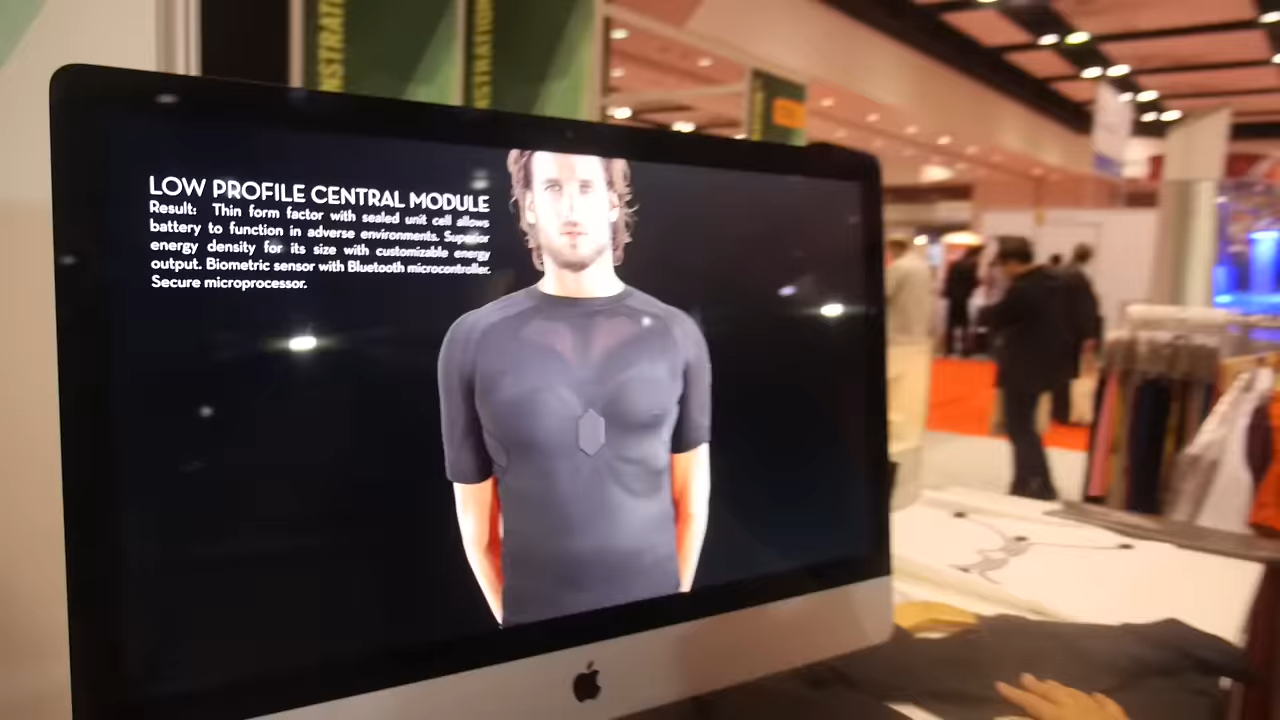 LOW PROFILE CENTRAL MODULE
Result: Thin form factor with sealed unit cell allows
battery to function in adverse environments. Superior
energy density for its size with customizable energy
output. Biometric sensor with Bluetooth microcontroller.
Secure microprocessor.